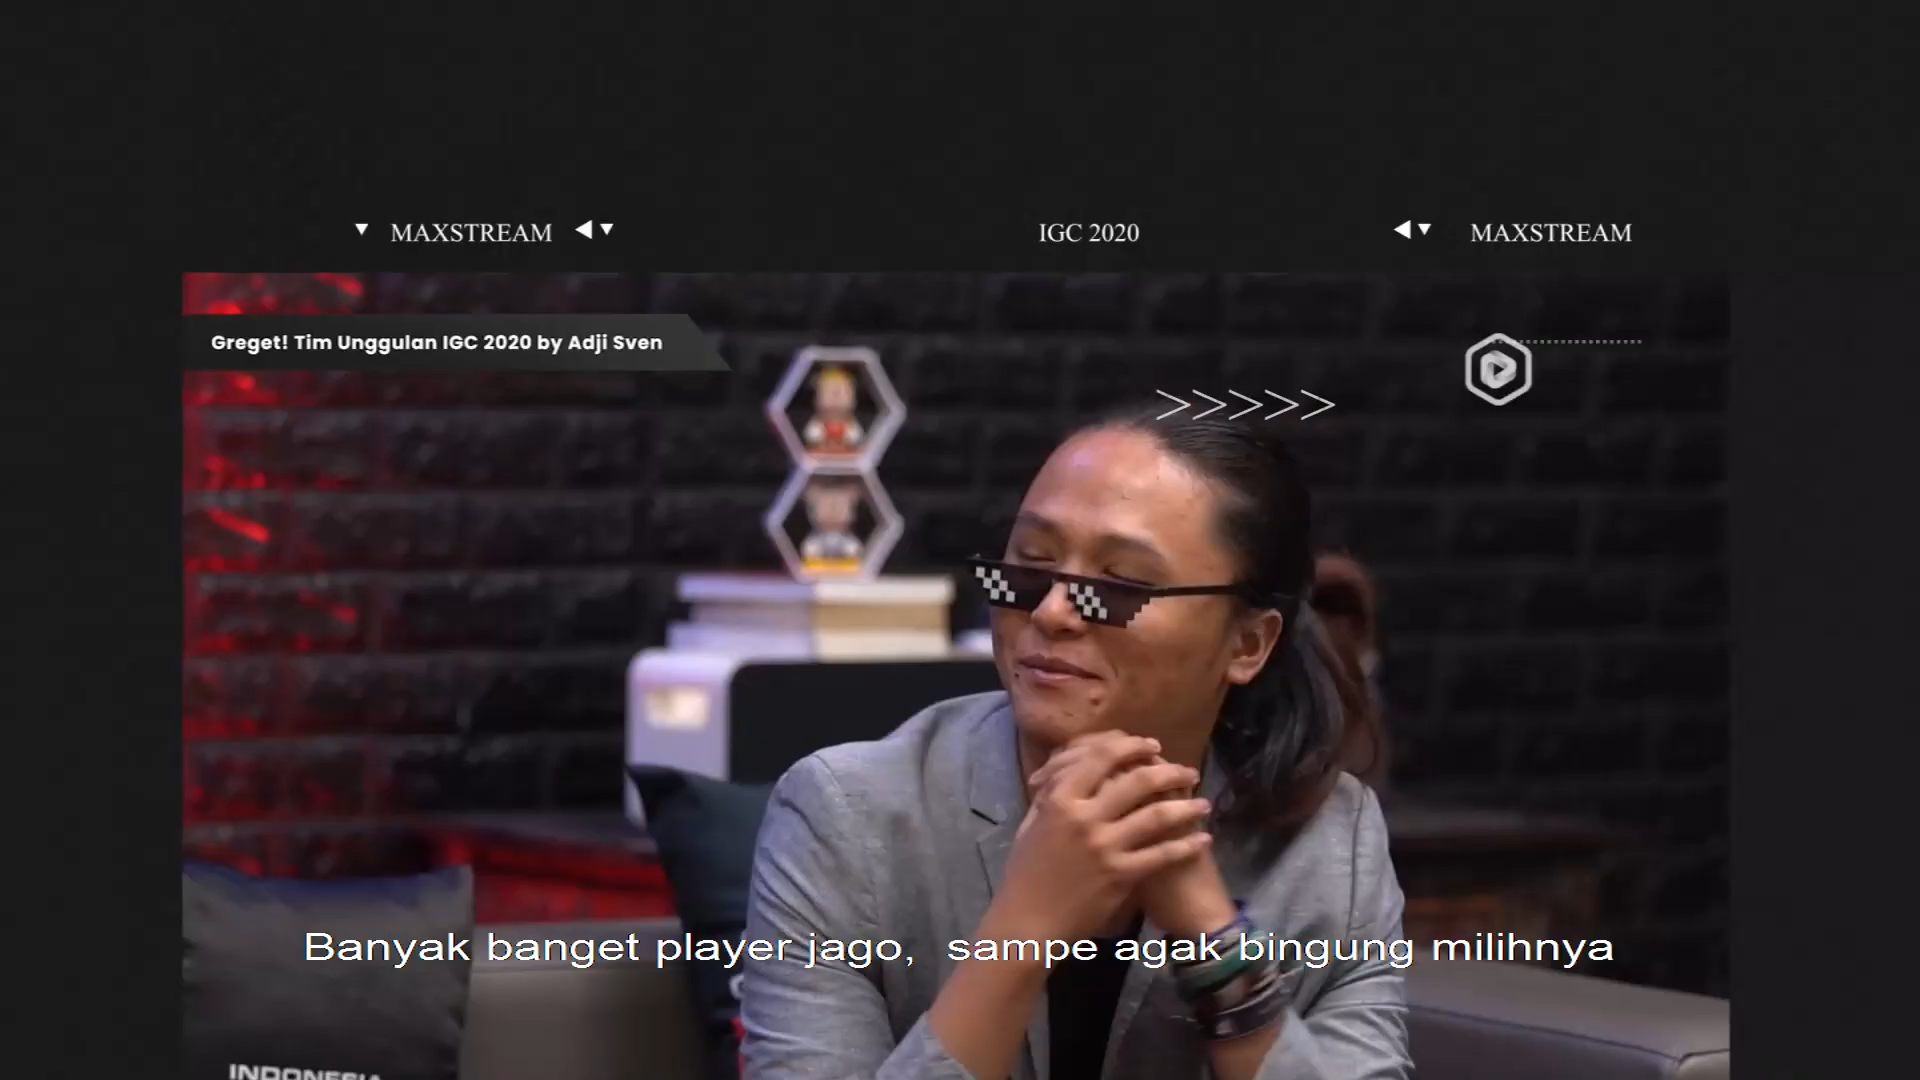 MAXSTREAM
IGC 2020
MAXSTREAM
Greget! Tim Unggulan IGC 2020 by Adji Sven
Banyak banget player jago, sampe agak bingung milihnya
INDONESIA